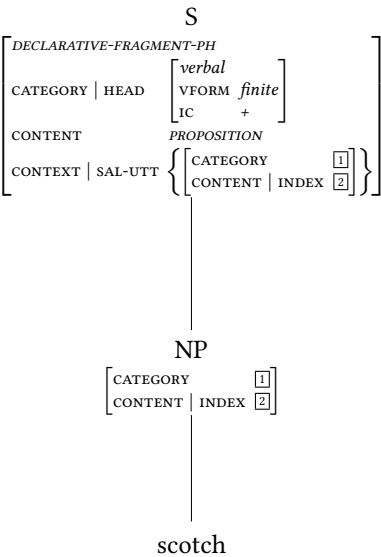 S
DECLARATIVE-FRAGMENT-PH
CATEGORY | HEAD
verbal
VFORM finite
IC +
CONTENT PROPOSITION
CONTEXT | SAL-UTT
CATEGORY 1
CONTENT | INDEX 2
NP
CATEGORY 1
CONTENT | INDEX 2
scotch